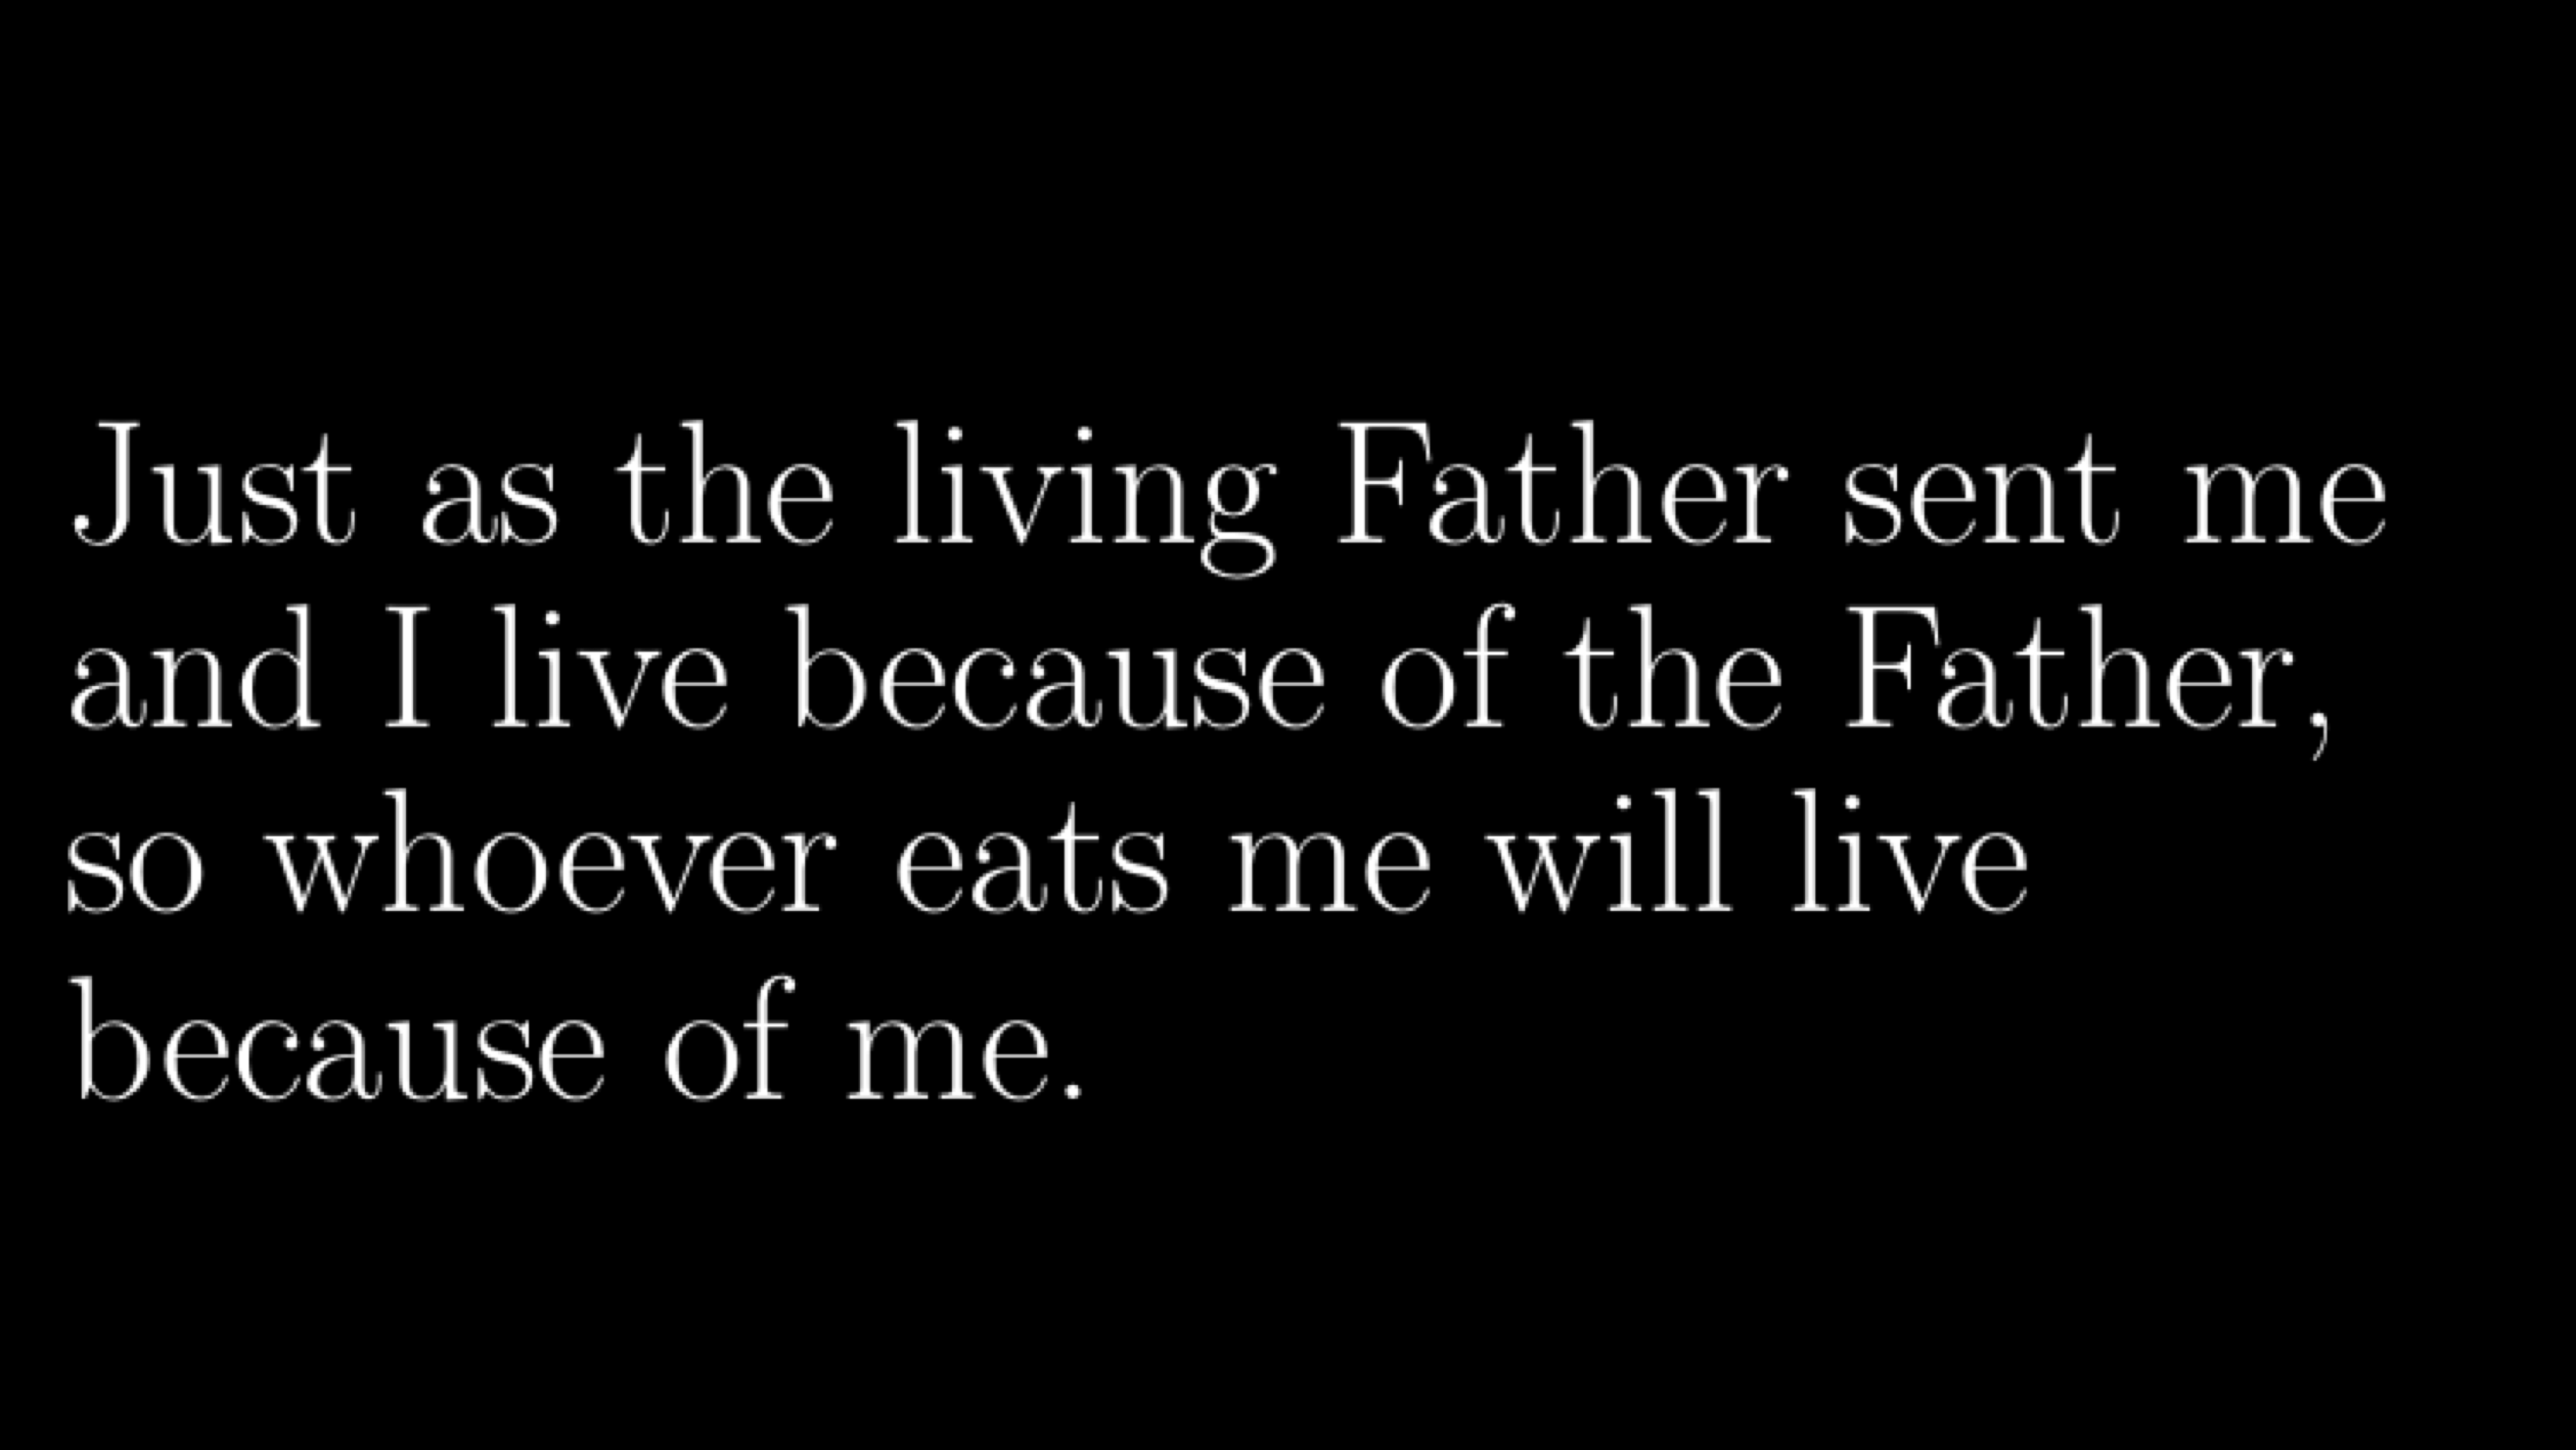 Just as the living Father sent me
and I live because of the Father,
so whoever eats me will live
because of me.